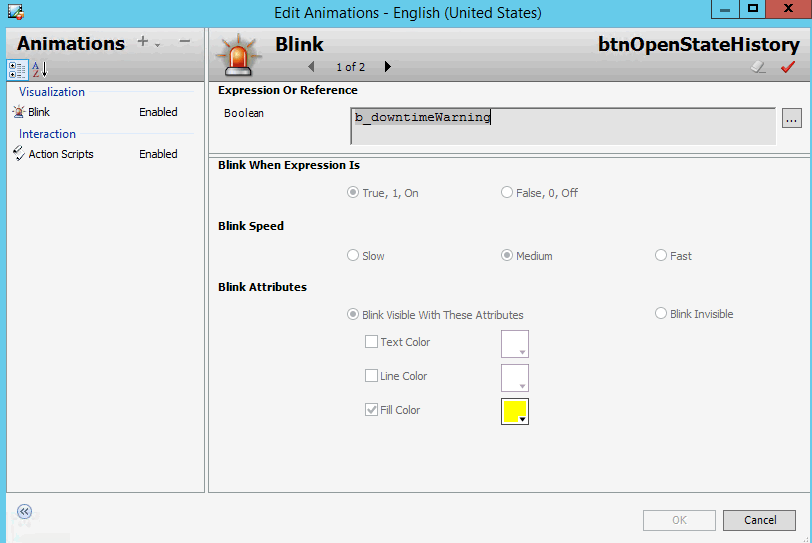 Edit Animations - English (United States)
Animations
Blink
btnOpenStateHistory
1 of 2
Visualization
Blink Enabled
Interaction
Action Scripts Enabled
Expression Or Reference
Boolean
b_downtimeWarning
...
Blink When Expression Is
True, 1, On
False, 0, Off
Blink Speed
Slow
Medium
Fast
Blink Attributes
Blink Visible With These Attributes
Blink Invisible
Text Color
Line Color
Fill Color
OK
Cancel